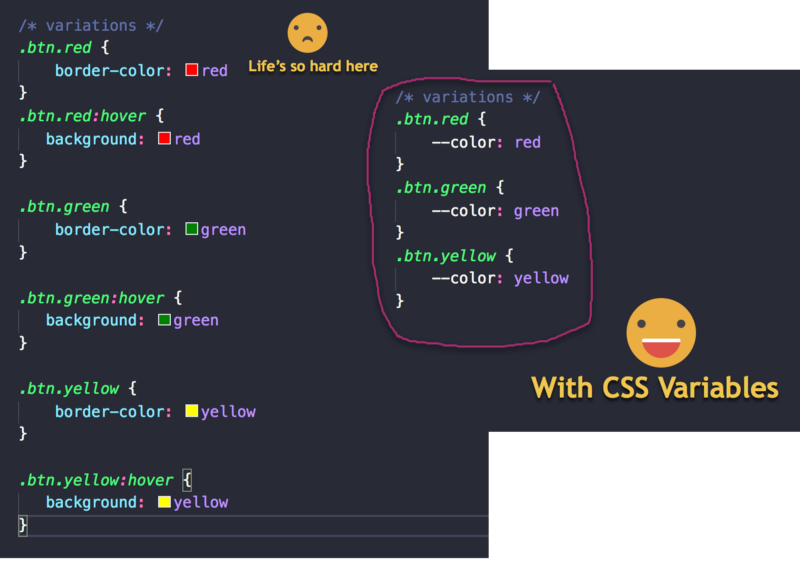 /* variations */
.btn.red {
    border-color: red
}
.btn.red:hover {
   background: red
}

.btn.green {
    border-color: green
}

.btn.green:hover {
   background: green
}

.btn.yellow {
    border-color: yellow
}

.btn.yellow:hover {
   background: yellow
}
Life's so hard here
/* variations */
.btn.red {
    --color: red
}
.btn.green {
    --color: green
}
.btn.yellow {
    --color: yellow
}
With CSS Variables